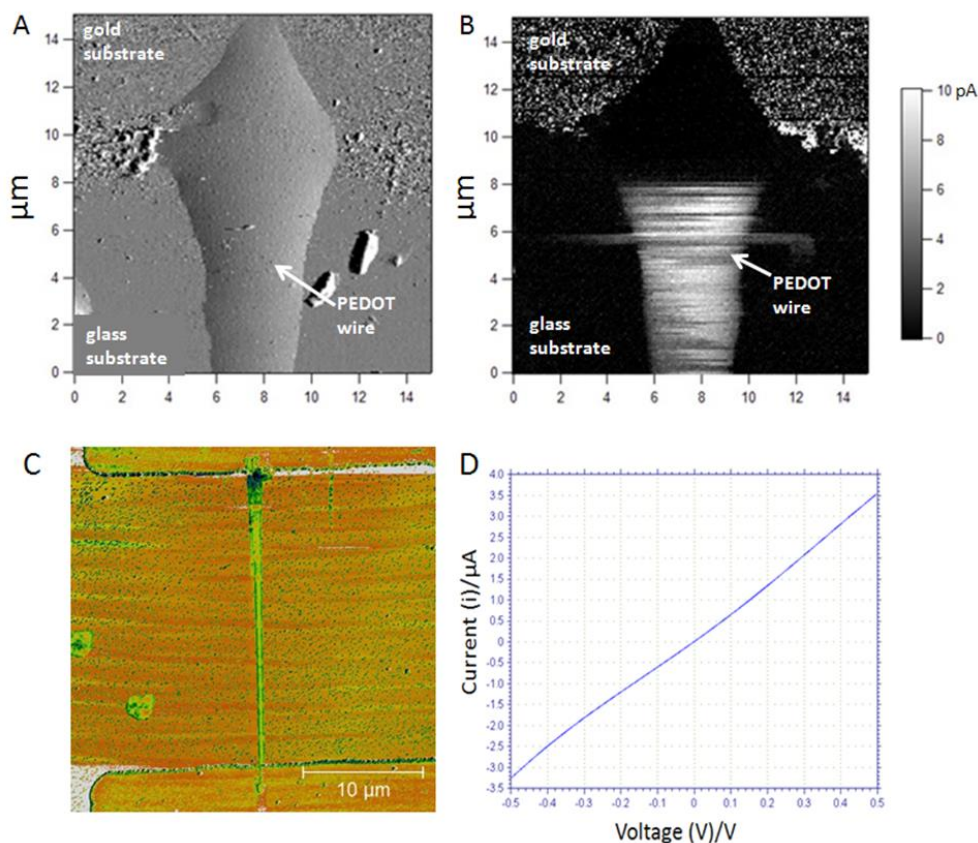 A
gold
substrate
14
12
10
8
6
4
2
0
µm
PEDOT
wire
glass
substrate
0 2 4 6 8 10 12 14
B
gold
substrate
14
12
10
8
6
4
2
0
µm
PEDOT
wire
glass
substrate
0 2 4 6 8 10 12 14
10 pA
8
6
4
2
0
C
10 µm
D
4.0
3.5
3.0
2.5
2.0
1.5
1.0
0.5
0
-0.5
-1.0
-1.5
-2.0
-2.5
-3.0
-3.5
Current (i)/µA
-0.5 -0.4 -0.3 -0.2 -0.1 0 0.1 0.2 0.3 0.4 0.5
Voltage (V)/V